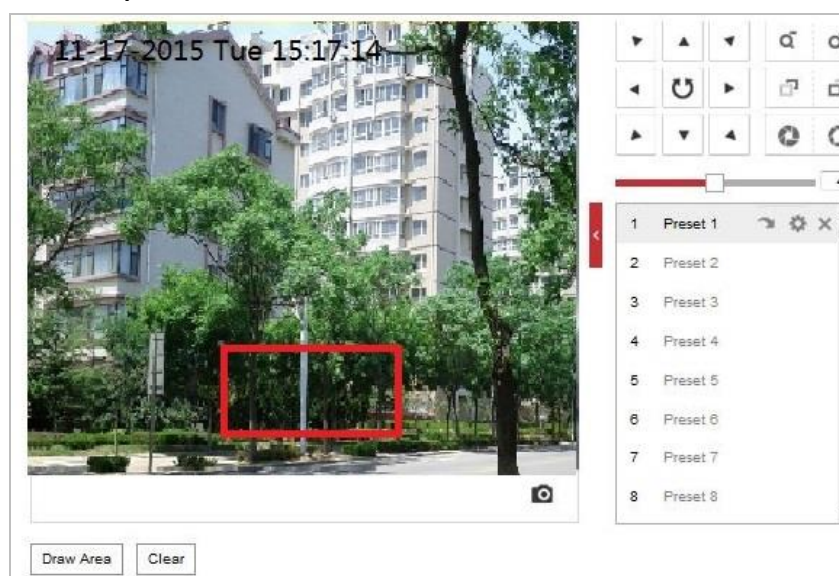 11-17-2015 Tue 15:17:14
1 Preset 1
2 Preset 2
3 Preset 3
4 Preset 4
5 Preset 5
6 Preset 6
7 Preset 7
8 Preset 8
Draw Area Clear